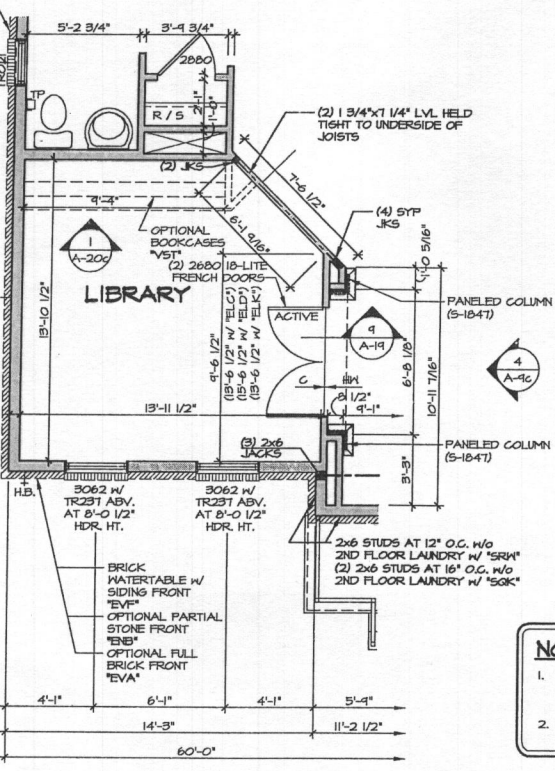 5'-2 3/4"
3'-9 3/4"
2880
TP
R / S
2'-1"
1'-0"
(2) 1 3/4"x7 1/4" LVL HELD
TIGHT TO UNDERSIDE OF
JOISTS
(2) JKS
9'-4"
7'-6 1/2"
6'-1 9/16"
(4) SYP
JKS
1'-0 5/16"
OPTIONAL
BOOKCASES
"VST"
1
A-20c
(2) 2680 18-LITE
FRENCH DOORS
LIBRARY
PANELED COLUMN
(S-1847)
ACTIVE
13'-10 1/2"
9'-6 1/2"
(13'-6 1/2" W/ "ELC")
(15'-6 1/2" W/ "ELD")
(13'-6 1/2" W/ "ELK")
9
A-19
6'-8 1/8"
10'-11 7/16"
4
A-9c
C
HW
8 1/2"
13'-11 1/2"
9'-1"
(3) 2x6
JACKS
PANELED COLUMN
(S-1847)
3'-3"
H.B.
3062 W/
TR237 ABV.
AT 8'-0 1/2"
HDR. HT.
3062 W/
TR237 ABV.
AT 8'-0 1/2"
HDR. HT.
2x6 STUDS AT 12" O.C. W/O
2ND FLOOR LAUNDRY W/ "SRW"
(2) 2x6 STUDS AT 16" O.C. W/O
2ND FLOOR LAUNDRY W/ "SQK"
BRICK
WATERTABLE W/
SIDING FRONT
"EVF"
OPTIONAL PARTIAL
STONE FRONT
"ENB"
OPTIONAL FULL
BRICK FRONT
"EVA"
1.
2.
4'-1"
6'-1"
4'-1"
5'-9"
14'-3"
11'-2 1/2"
60'-0"